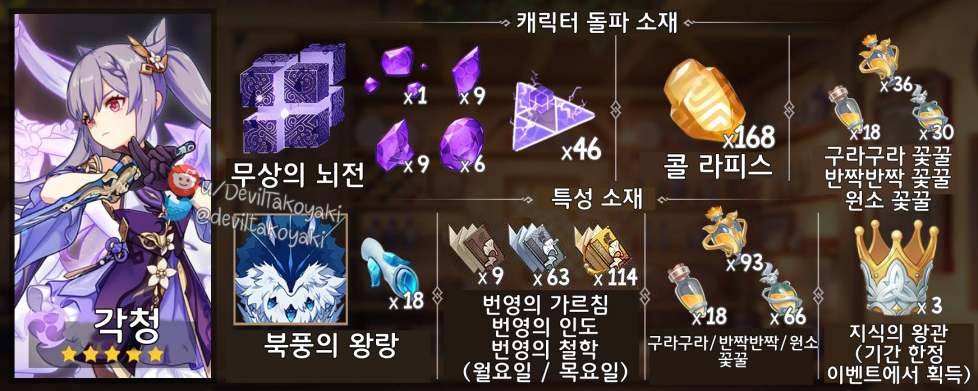 캐릭터 돌파 소재
무상의 뇌전
x1
x9
x9
x6
x46
x168
콜 라피스
x36
x18
x30
구라구라 꽃꿀
반짝반짝 꽃꿀
원소 꽃꿀
u/DevilTakoyaki
@deviltakoyaki
각청
특성 소재
북풍의 왕랑
x18
x9
x63
x114
번영의 가르침
번영의 인도
번영의 철학
(월요일 / 목요일)
x93
x18
x66
구라구라/반짝반짝/원소
꽃꿀
x3
지식의 왕관
(기간 한정
이벤트에서 획득)